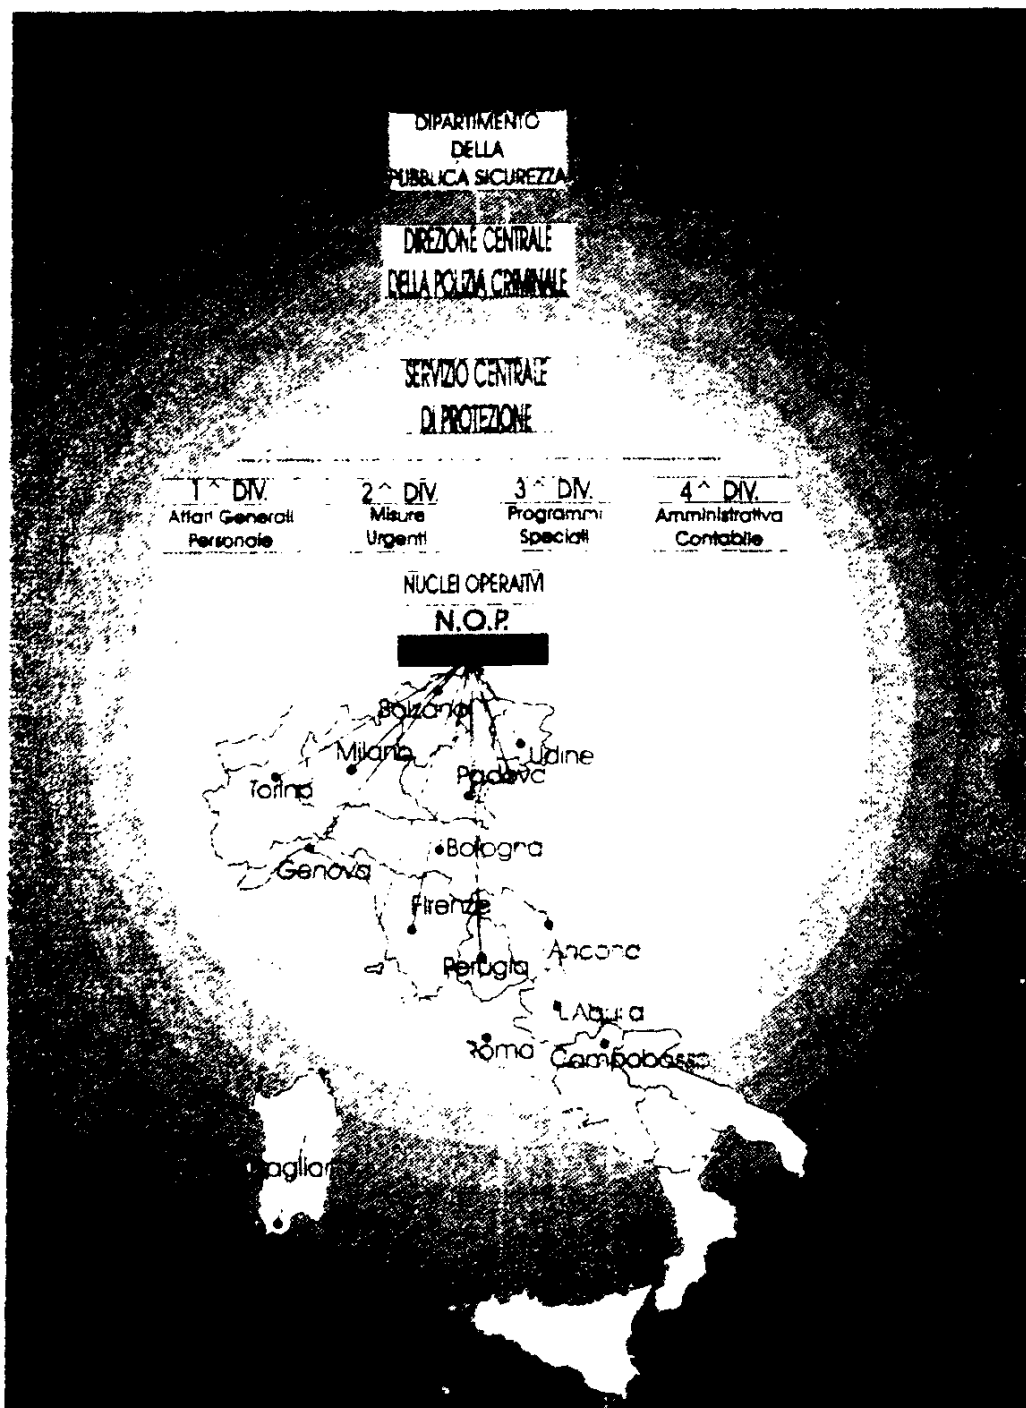 DIPARTIMENTO
DELLA
PUBBLICA SICUREZZA
DIREZIONE CENTRALE
DELLA POLIZIA CRIMINALE
SERVIZIO CENTRALE
DI PROTEZIONE
1^ DIV.
Affari Generali
Personale
2^ DIV.
Misure
Urgenti
3^ DIV.
Programmi
Speciali
4^ DIV.
Amministrativa
Contabile
NUCLEI OPERATIVI
N.O.P.
Bolzano
Milano
Udine
Padova
Torino
Bologna
Genova
Firenze
Ancona
Perugia
L'Aquila
Roma
Campobasso
Cagliari